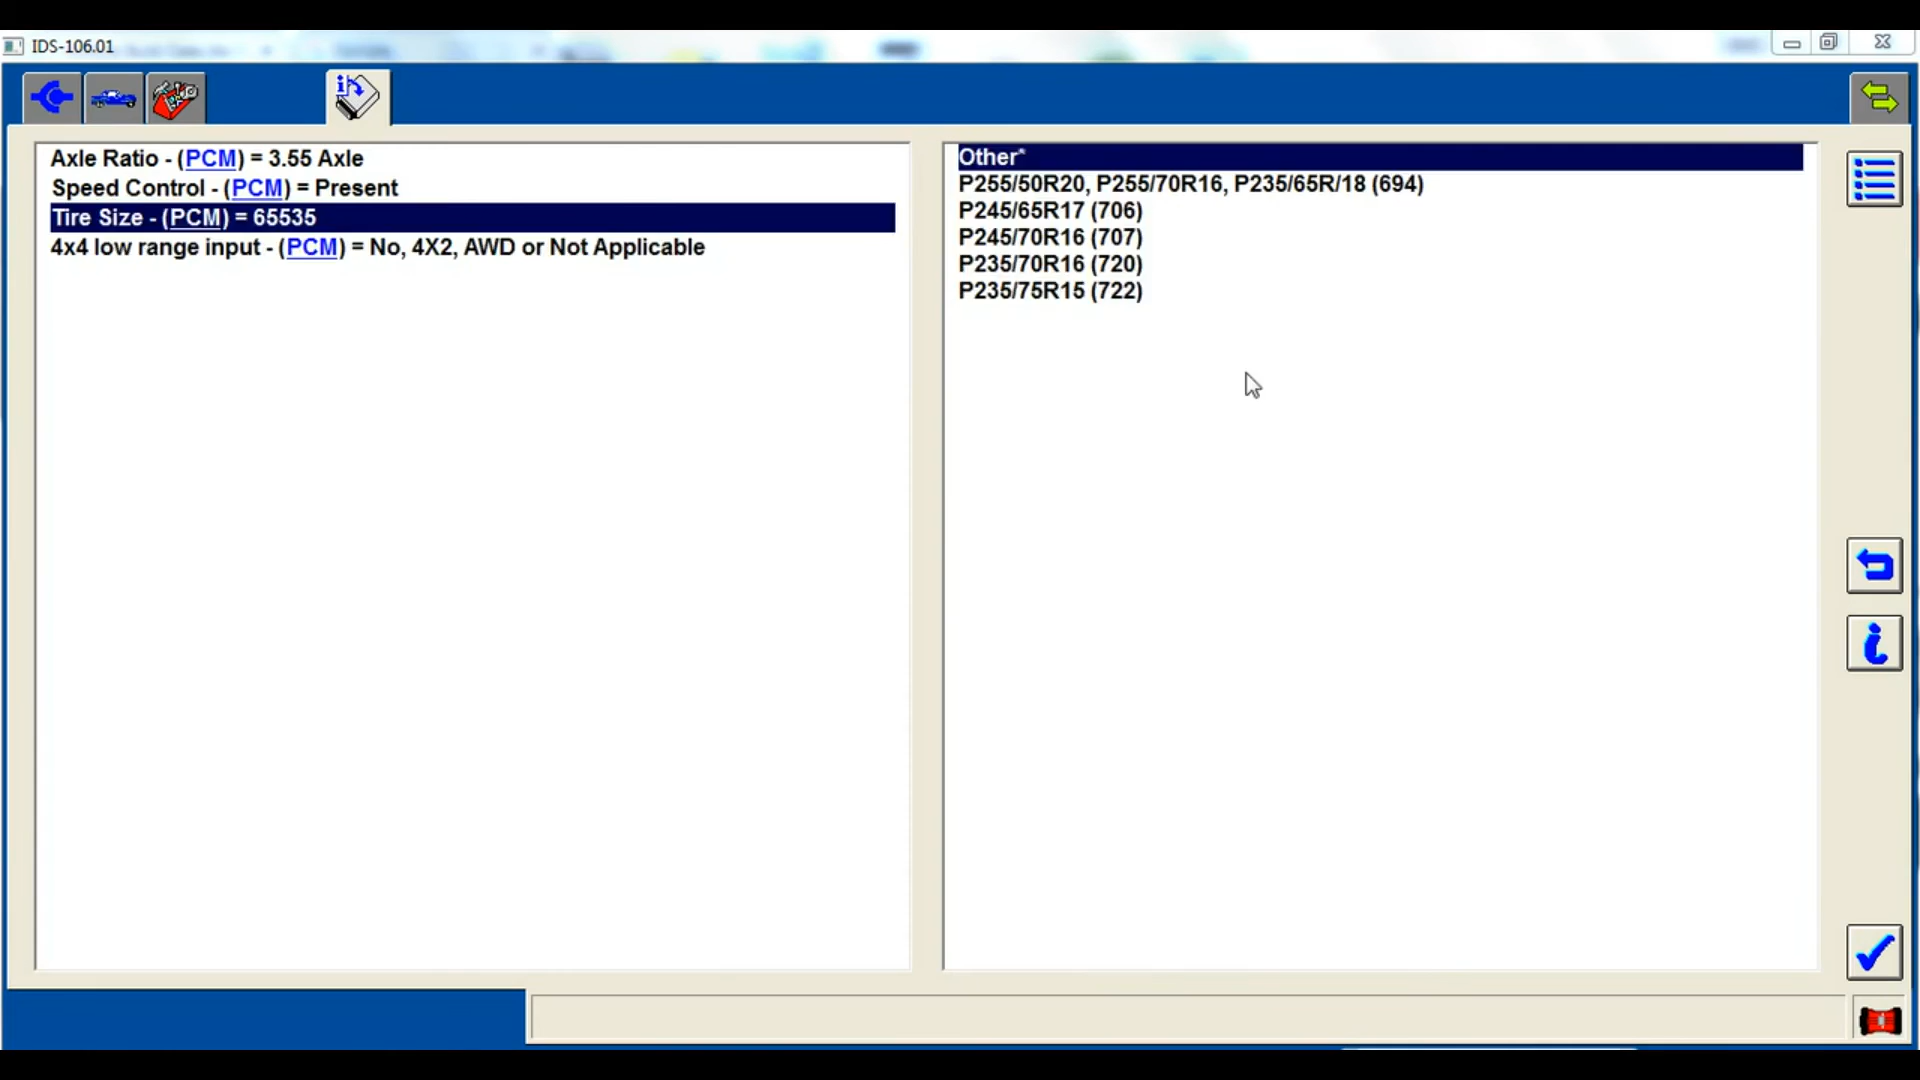 IDS-106.01
Axle Ratio - (PCM) = 3.55 Axle
Speed Control - (PCM) = Present
Tire Size - (PCM) = 65535
4x4 low range input - (PCM) = No, 4X2, AWD or Not Applicable
Other*
P255/50R20, P255/70R16, P235/65R/18 (694)
P245/65R17 (706)
P245/70R16 (707)
P235/70R16 (720)
P235/75R15 (722)